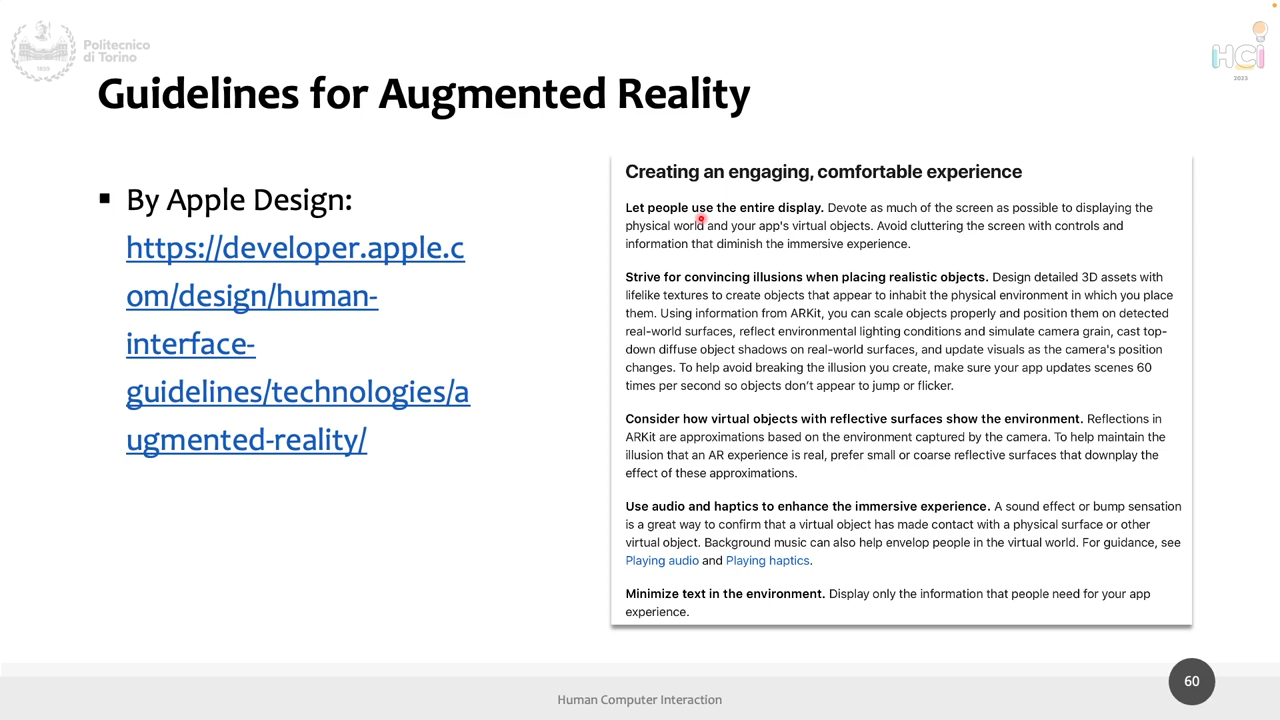 Politecnico
di Torino
1859
HCI
2023
Guidelines for Augmented Reality
▪ By Apple Design:
https://developer.apple.c
om/design/human-
interface-
guidelines/technologies/a
ugmented-reality/
Creating an engaging, comfortable experience
Let people use the entire display. Devote as much of the screen as possible to displaying the
physical world and your app's virtual objects. Avoid cluttering the screen with controls and
information that diminish the immersive experience.
Strive for convincing illusions when placing realistic objects. Design detailed 3D assets with
lifelike textures to create objects that appear to inhabit the physical environment in which you place
them. Using information from ARKit, you can scale objects properly and position them on detected
real-world surfaces, reflect environmental lighting conditions and simulate camera grain, cast top-
down diffuse object shadows on real-world surfaces, and update visuals as the camera's position
changes. To help avoid breaking the illusion you create, make sure your app updates scenes 60
times per second so objects don’t appear to jump or flicker.
Consider how virtual objects with reflective surfaces show the environment. Reflections in
ARKit are approximations based on the environment captured by the camera. To help maintain the
illusion that an AR experience is real, prefer small or coarse reflective surfaces that downplay the
effect of these approximations.
Use audio and haptics to enhance the immersive experience. A sound effect or bump sensation
is a great way to confirm that a virtual object has made contact with a physical surface or other
virtual object. Background music can also help envelop people in the virtual world. For guidance, see
Playing audio and Playing haptics.
Minimize text in the environment. Display only the information that people need for your app
experience.
Human Computer Interaction
60